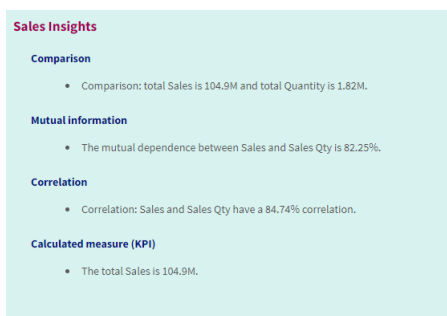 Sales Insights
Comparison
• Comparison: total Sales is 104.9M and total Quantity is 1.82M.
Mutual information
• The mutual dependence between Sales and Sales Qty is 82.25%.
Correlation
• Correlation: Sales and Sales Qty have a 84.74% correlation.
Calculated measure (KPI)
• The total Sales is 104.9M.